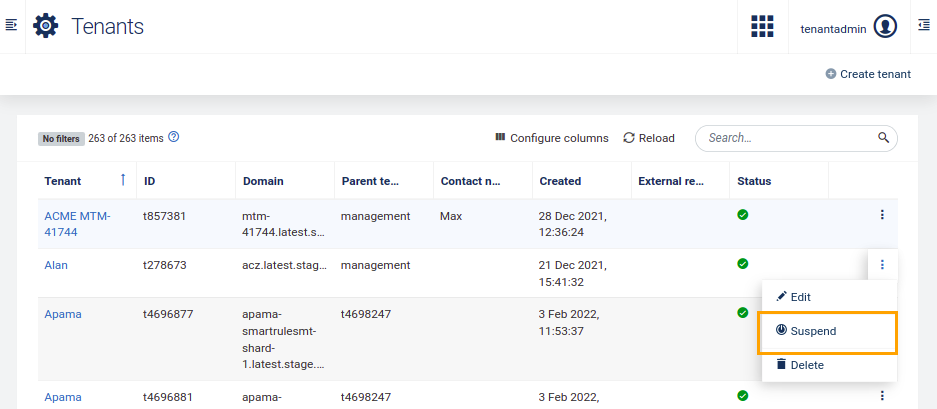 Tenants
tenantadmin
Create tenant
No filters 263 of 263 items ?
Configure columns Reload Search...
Tenant ID Domain Parent te... Contact n... Created External re... Status
ACME MTM- t857381 mtm- management Max 28 Dec 2021,
41744 41744.latest.s... 12:36:24
Alan t278673 acz.latest.stag... management 21 Dec 2021,
15:41:32
Edit
Apama t4696877 apama- t4698247 3 Feb 2022,
smartrulesmt- 11:53:37
Suspend
shard-
1.latest.stage....
Delete
Apama t4696881 apama- t4698247 3 Feb 2022,